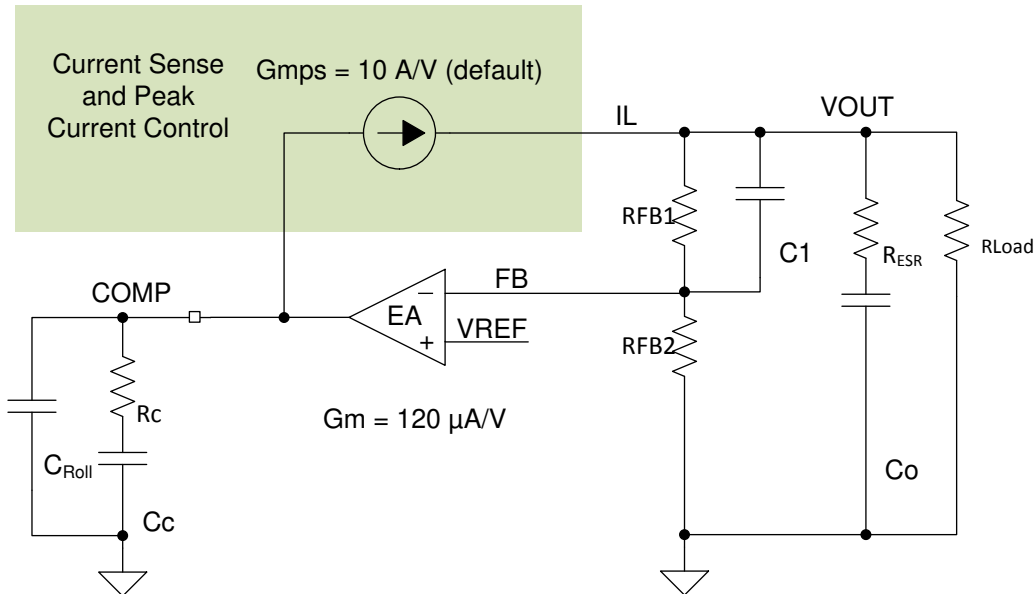 Current Sense
and Peak
Current Control
Gmps = 10 A/V (default)
IL
VOUT
RFB1
C1
RESR
RLoad
COMP
FB
EA
VREF
RFB2
Rc
Gm = 120 µA/V
CRoll
Co
Cc